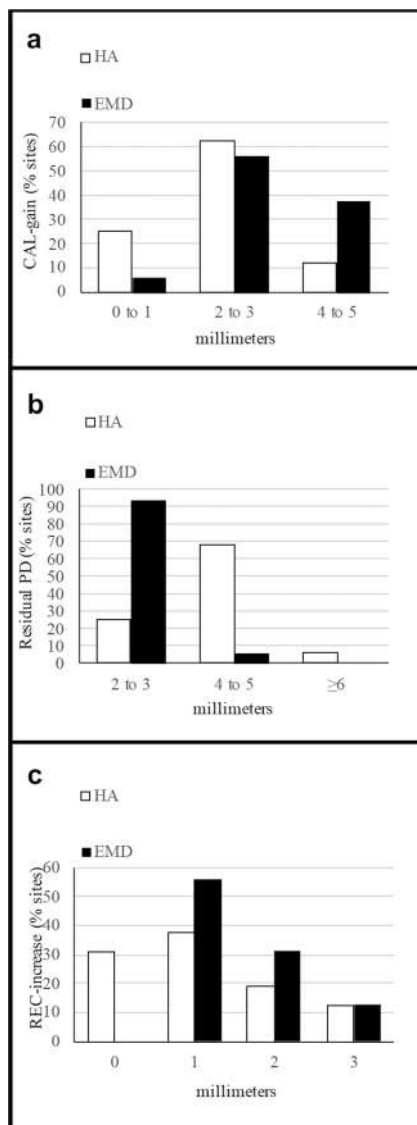 a
HA
EMD
CAL-gain (% sites)
70
60
50
40
30
20
10
0
0 to 1 2 to 3 4 to 5
millimeters
b
HA
EMD
Residual PD (% sites)
100
90
80
70
60
50
40
30
20
10
0
2 to 3 4 to 5 ≥6
millimeters
c
HA
EMD
REC-increase (% sites)
60
50
40
30
20
10
0
0 1 2 3
millimeters